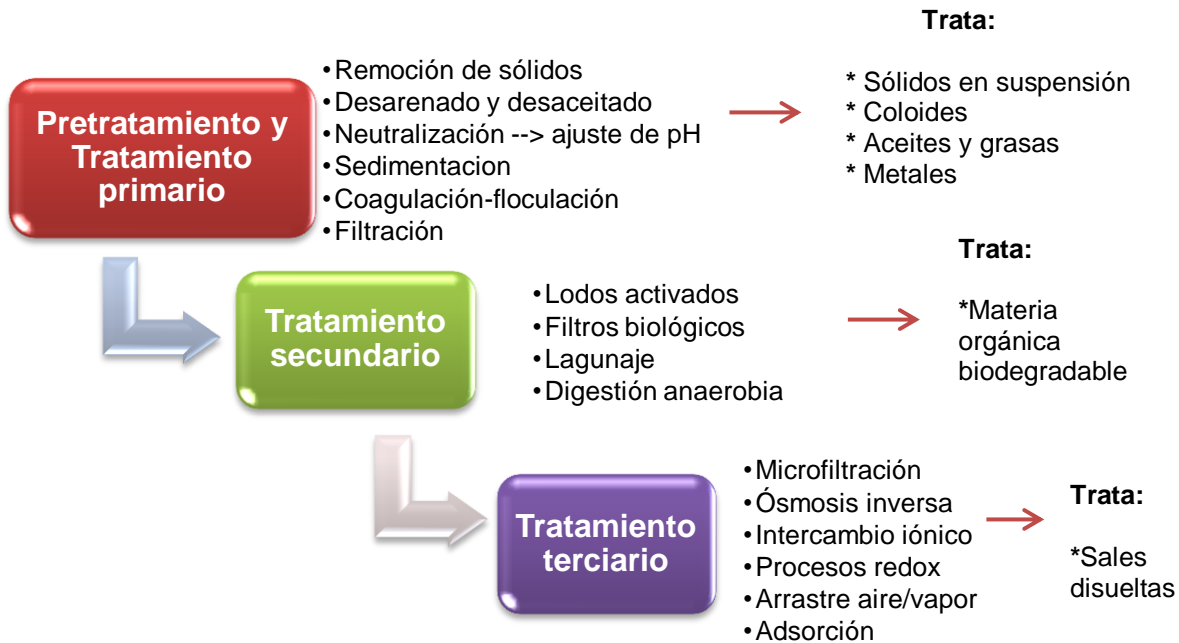 Pretratamiento y
Tratamiento
primario
•Remoción de sólidos
•Desarenado y desaceitado
•Neutralización --> ajuste de pH
•Sedimentacion
•Coagulación-floculación
•Filtración
Trata:
* Sólidos en suspensión
* Coloides
* Aceites y grasas
* Metales
Tratamiento
secundario
•Lodos activados
•Filtros biológicos
•Lagunaje
•Digestión anaerobia
Trata:
*Materia
orgánica
biodegradable
Tratamiento
terciario
•Microfiltración
•Ósmosis inversa
•Intercambio iónico
•Procesos redox
•Arrastre aire/vapor
•Adsorción
Trata:
*Sales
disueltas